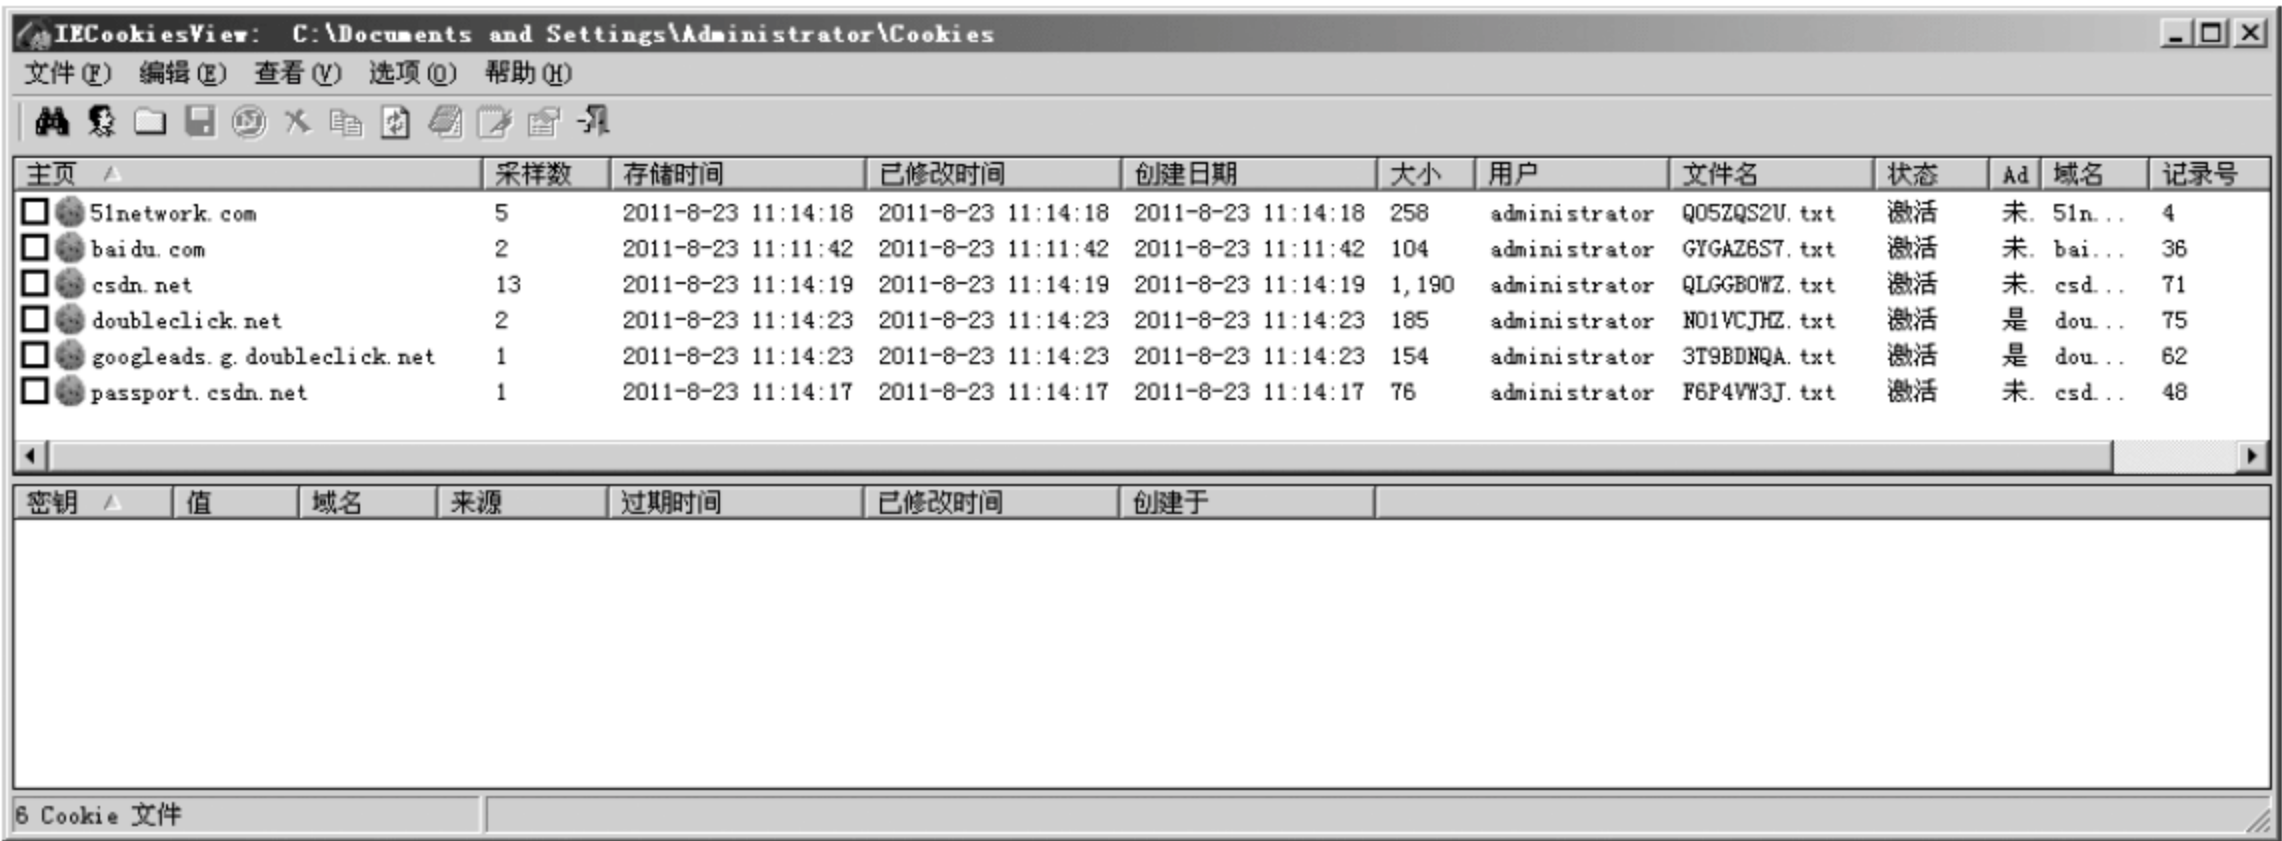 IECookiesView: C:\Documents and Settings\Administrator\Cookies
文件(F) 编辑(E) 查看(V) 选项(O) 帮助(H)
主页 采样数 存储时间 已修改时间 创建日期 大小 用户 文件名 状态 Ad 域名 记录号
51network.com 5 2011-8-23 11:14:18 2011-8-23 11:14:18 2011-8-23 11:14:18 258 administrator QO5ZQS2U.txt 激活 未. 51n... 4
baidu.com 2 2011-8-23 11:11:42 2011-8-23 11:11:42 2011-8-23 11:11:42 104 administrator GYGAZ6S7.txt 激活 未. bai... 36
csdn.net 13 2011-8-23 11:14:19 2011-8-23 11:14:19 2011-8-23 11:14:19 1,190 administrator QLGGBOWZ.txt 激活 未. csd... 71
doubleclick.net 2 2011-8-23 11:14:23 2011-8-23 11:14:23 2011-8-23 11:14:23 185 administrator NO1VCJHZ.txt 激活 是 dou... 75
googleads.g.doubleclick.net 1 2011-8-23 11:14:23 2011-8-23 11:14:23 2011-8-23 11:14:23 154 administrator 3T9BDNQA.txt 激活 是 dou... 62
passport.csdn.net 1 2011-8-23 11:14:17 2011-8-23 11:14:17 2011-8-23 11:14:17 76 administrator F6P4VW3J.txt 激活 未. csd... 48
密钥 值 域名 来源 过期时间 已修改时间 创建于
6 Cookie 文件